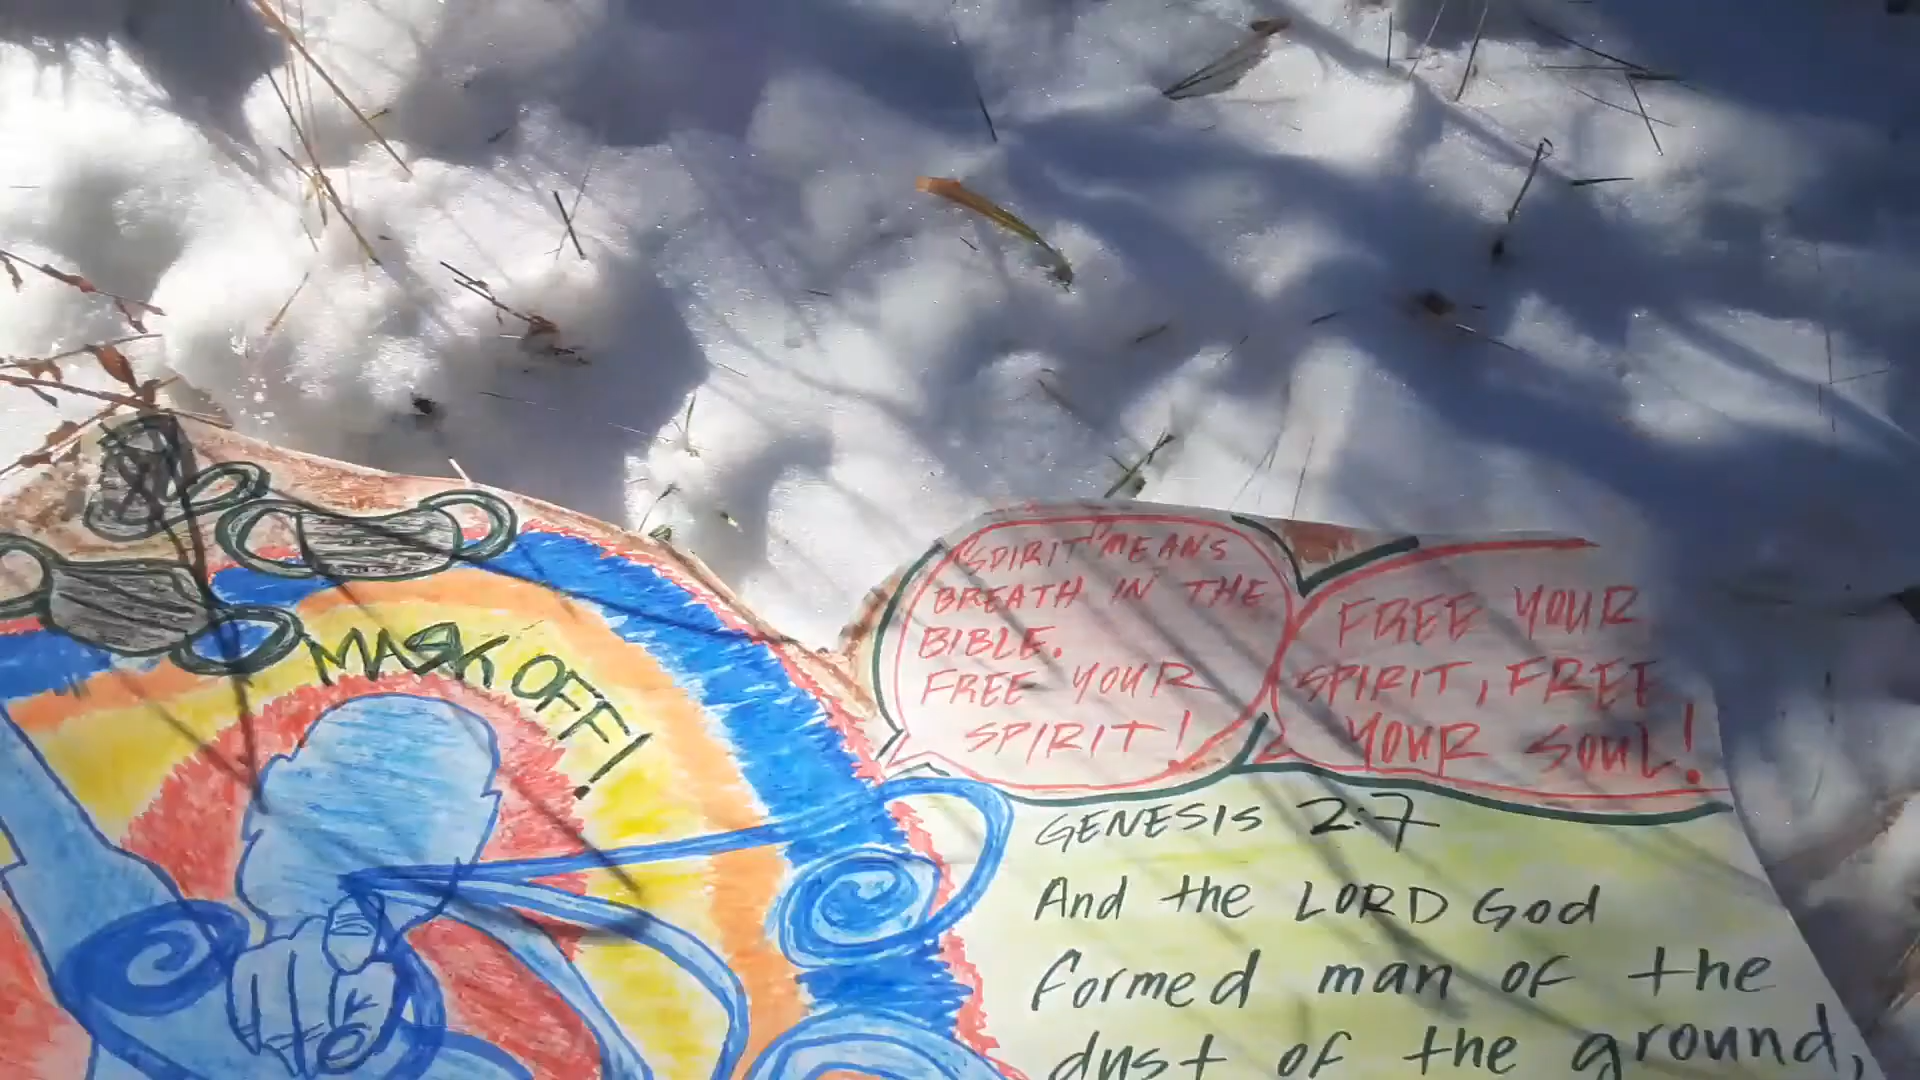 MASK OFF!
"SPIRIT" MEANS
BREATH IN THE
BIBLE.
FREE YOUR
SPIRIT!
FREE YOUR
SPIRIT, FREE
YOUR SOUL!
GENESIS 2:7
And the LORD God
formed man of the
dust of the ground,